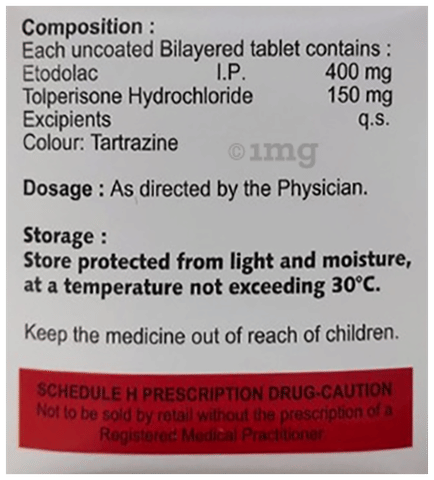 Composition :
Each uncoated Bilayered tablet contains :
Etodolac I.P. 400 mg
Tolperisone Hydrochloride 150 mg
Excipients q.s.
Colour: Tartrazine
©1mg
Dosage : As directed by the Physician.
Storage :
Store protected from light and moisture,
at a temperature not exceeding 30°C.
Keep the medicine out of reach of children.
SCHEDULE H PRESCRIPTION DRUG-CAUTION
Not to be sold by retail without the prescription of a
Registered Medical Practitioner